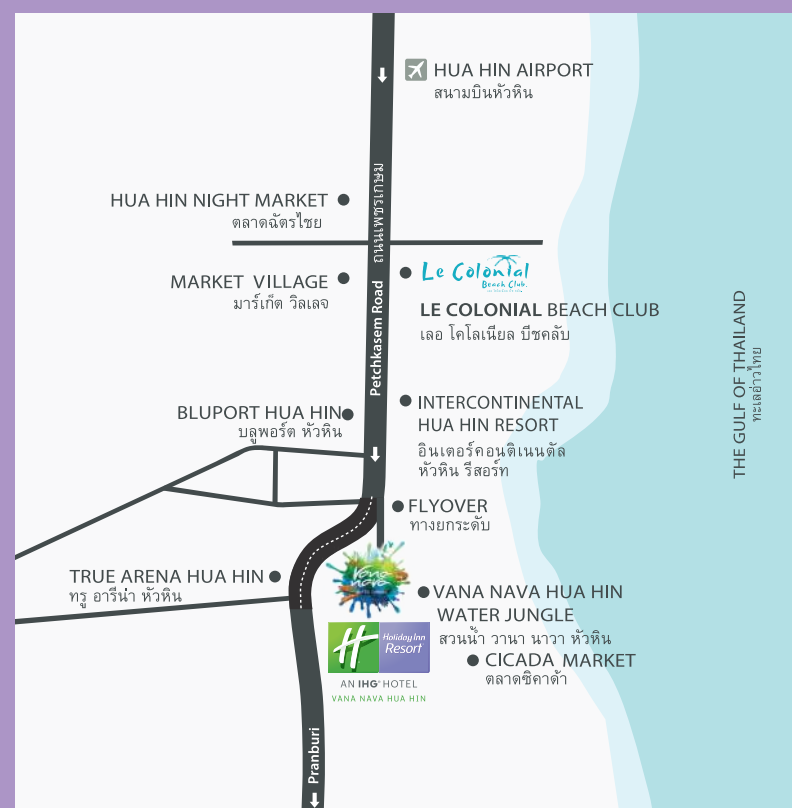 HUA HIN AIRPORT
สนามบินหัวหิน
ถนนเพชรเกษม
HUA HIN NIGHT MARKET
ตลาดฉัตรไชย
MARKET VILLAGE
มาร์เก็ต วิลเลจ
Le Colonial
Beach Club.
LE COLONIAL BEACH CLUB
เลอ โคโลเนียล บีชคลับ
Petchkasem Road
THE GULF OF THAILAND
ทะเลอ่าวไทย
BLUPORT HUA HIN
บลูพอร์ต หัวหิน
INTERCONTINENTAL
HUA HIN RESORT
อินเตอร์คอนติเนนตัล
หัวหิน รีสอร์ท
FLYOVER
ทางยกระดับ
TRUE ARENA HUA HIN
ทรู อารีน่า หัวหิน
vana
nava
VANA NAVA HUA HIN
WATER JUNGLE
สวนน้ำ วานา นาวา หัวหิน
CICADA MARKET
ตลาดซิคาด้า
H
Holiday Inn
Resort
AN IHG® HOTEL
VANA NAVA HUA HIN
Pranburi